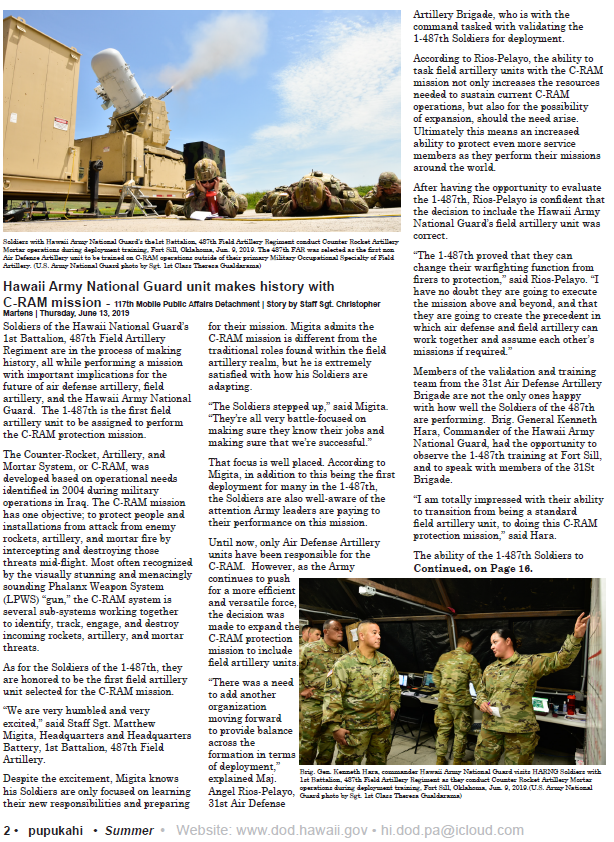 Soldiers with Hawaii Army National Guard's the1st Battalion, 487th Field Artillery Regiment conduct Counter Rocket Artillery
Mortar operations during deployment training, Fort Sill, Oklahoma, Jun. 9, 2019. The 487th FAR was selected as the first non
Air Defense Artillery unit to be trained on C-RAM operations outside of their primary Military Occupational Specialty of Field
Artillery. (U.S. Army National Guard photo by Sgt. 1st Class Theresa Gualdarama)
Hawaii Army National Guard unit makes history with
C-RAM mission - 117th Mobile Public Affairs Detachment | Story by Staff Sgt. Christopher
Martens | Thursday, June 13, 2019
Soldiers of the Hawaii National Guard's
1st Battalion, 487th Field Artillery
Regiment are in the process of making
history, all while performing a mission
with important implications for the
future of air defense artillery, field
artillery, and the Hawaii Army National
Guard.  The 1-487th is the first field
artillery unit to be assigned to perform
the C-RAM protection mission.
The Counter-Rocket, Artillery, and
Mortar System, or C-RAM, was
developed based on operational needs
identified in 2004 during military
operations in Iraq. The C-RAM mission
has one objective; to protect people and
installations from attack from enemy
rockets, artillery, and mortar fire by
intercepting and destroying those
threats mid-flight. Most often recognized
by the visually stunning and menacingly
sounding Phalanx Weapon System
(LPWS) "gun," the C-RAM system is
several sub-systems working together
to identify, track, engage, and destroy
incoming rockets, artillery, and mortar
threats.
As for the Soldiers of the 1-487th, they
are honored to be the first field artillery
unit selected for the C-RAM mission.
"We are very humbled and very
excited," said Staff Sgt. Matthew
Migita, Headquarters and Headquarters
Battery, 1st Battalion, 487th Field
Artillery.
Despite the excitement, Migita knows
his Soldiers are only focused on learning
their new responsibilities and preparing
for their mission. Migita admits the
C-RAM mission is different from the
traditional roles found within the field
artillery realm, but he is extremely
satisfied with how his Soldiers are
adapting.
"The Soldiers stepped up," said Migita.
"They're all very battle-focused on
making sure they know their jobs and
making sure that we're successful."
That focus is well placed. According to
Migita, in addition to this being the first
deployment for many in the 1-487th,
the Soldiers are also well-aware of the
attention Army leaders are paying to
their performance on this mission.
Until now, only Air Defense Artillery
units have been responsible for the
C-RAM.  However, as the Army
continues to push
for a more efficient
and versatile force,
the decision was
made to expand the
C-RAM protection
mission to include
field artillery units.
"There was a need
to add another
organization
moving forward
to provide balance
across the
formation in terms
of deployment,"
explained Maj.
Angel Rios-Pelayo,
31st Air Defense
Artillery Brigade, who is with the
command tasked with validating the
1-487th Soldiers for deployment.
According to Rios-Pelayo, the ability to
task field artillery units with the C-RAM
mission not only increases the resources
needed to sustain current C-RAM
operations, but also for the possibility
of expansion, should the need arise.
Ultimately this means an increased
ability to protect even more service
members as they perform their missions
around the world.
After having the opportunity to evaluate
the 1-487th, Rios-Pelayo is confident that
the decision to include the Hawaii Army
National Guard's field artillery unit was
correct.
"The 1-487th proved that they can
change their warfighting function from
firers to protection," said Rios-Pelayo. "I
have no doubt they are going to execute
the mission above and beyond, and that
they are going to create the precedent in
which air defense and field artillery can
work together and assume each other's
missions if required."
Members of the validation and training
team from the 31st Air Defense Artillery
Brigade are not the only ones happy
with how well the Soldiers of the 487th
are performing.  Brig. General Kenneth
Hara, Commander of the Hawaii Army
National Guard, had the opportunity to
observe the 1-487th training at Fort Sill,
and to speak with members of the 31St
Brigade.
"I am totally impressed with their ability
to transition from being a standard
field artillery unit, to doing this C-RAM
protection mission," said Hara.
The ability of the 1-487th Soldiers to
Continued, on Page 16.
Brig. Gen. Kenneth Hara, commander Hawaii Army National Guard visits HARNG Soldiers with
1st Battalion, 487th Field Artillery Regiment as they conduct Counter Rocket Artillery Mortar
operations during deployment training, Fort Sill, Oklahoma, Jun. 9, 2019.(U.S. Army National
Guard photo by Sgt. 1st Class Theresa Gualdarama)
2 • pupukahi • Summer • Website: www.dod.hawaii.gov • hi.dod.pa@icloud.com